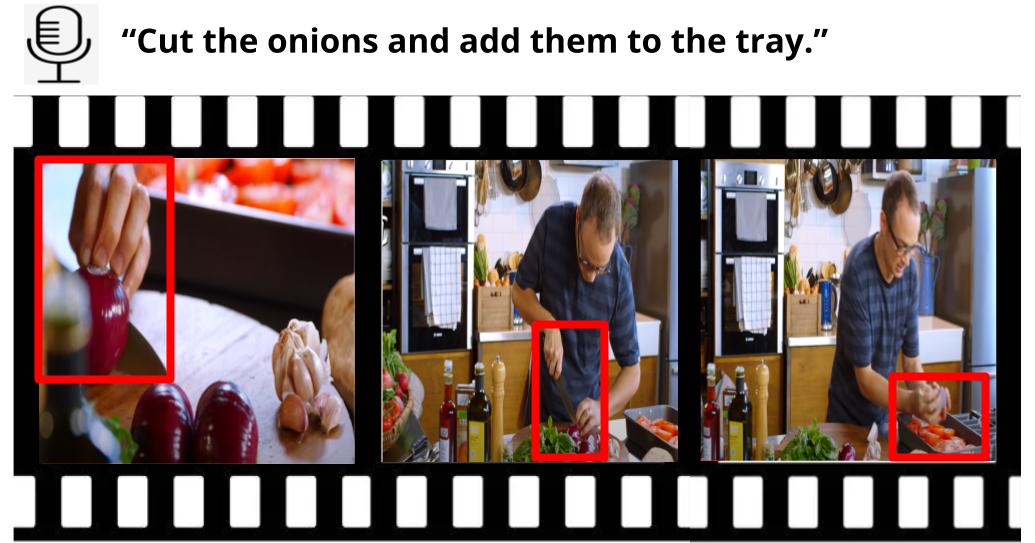 “Cut the onions and add them to the tray.”